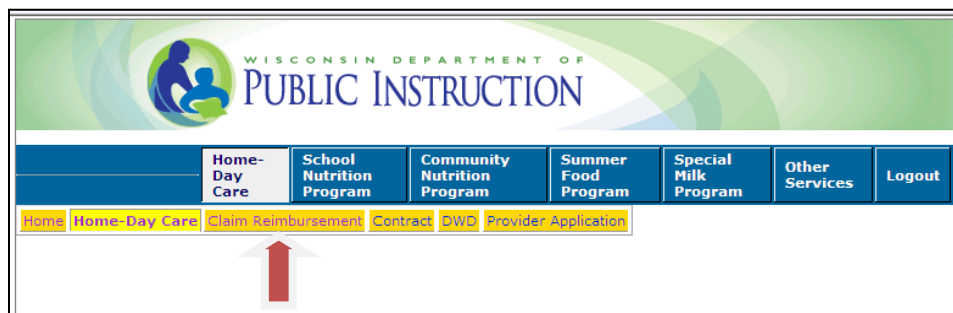 WISCONSIN DEPARTMENT OF
PUBLIC INSTRUCTION
Home-Day Care
School Nutrition Program
Community Nutrition Program
Summer Food Program
Special Milk Program
Other Services
Logout
Home Home-Day Care Claim Reimbursement Contract DWD Provider Application